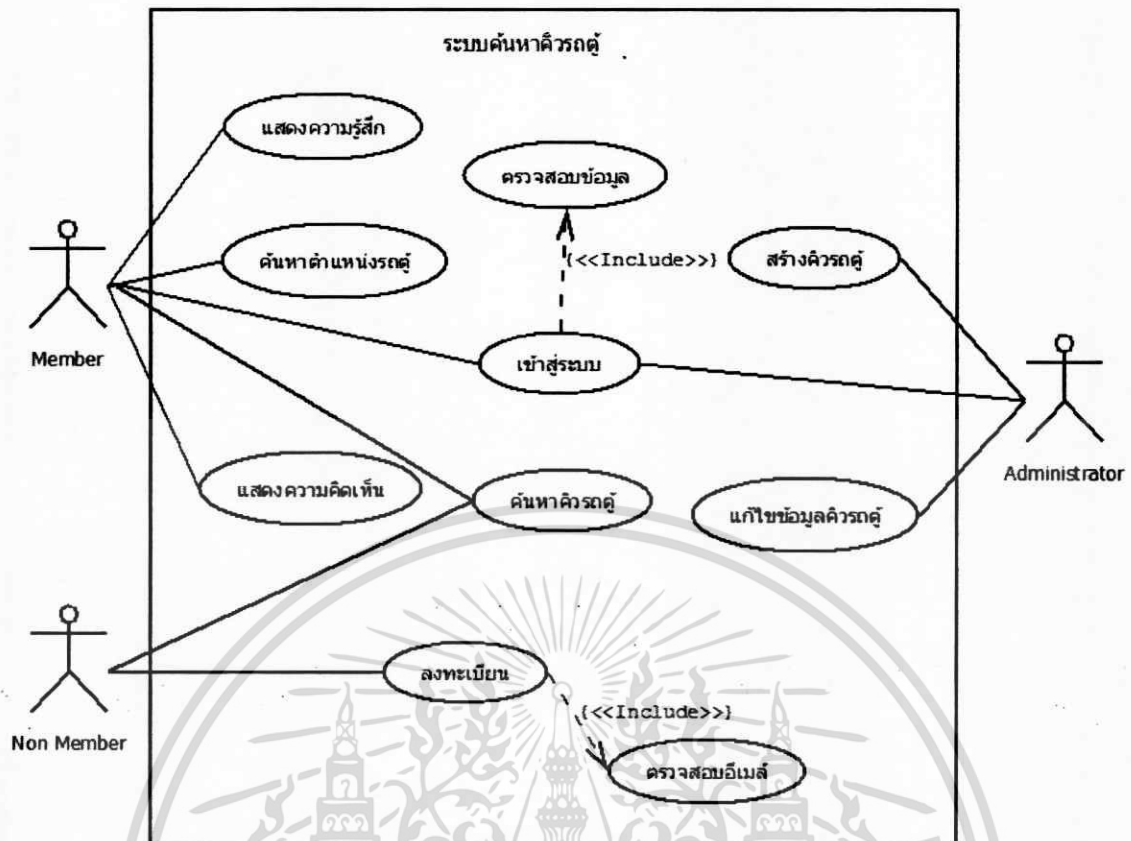 ระบบค้นหาคิวรถตู้
แสดงความรู้สึก
ตรวจสอบข้อมูล
ค้นหาตำแหน่งรถตู้
{<<Include>>}
สร้างคิวรถตู้
Member
เข้าสู่ระบบ
Administrator
แสดงความคิดเห็น
ค้นหาคิวรถตู้
แก้ไขข้อมูลคิวรถตู้
ลงทะเบียน
{<<Include>>}
Non Member
ตรวจสอบอีเมล์